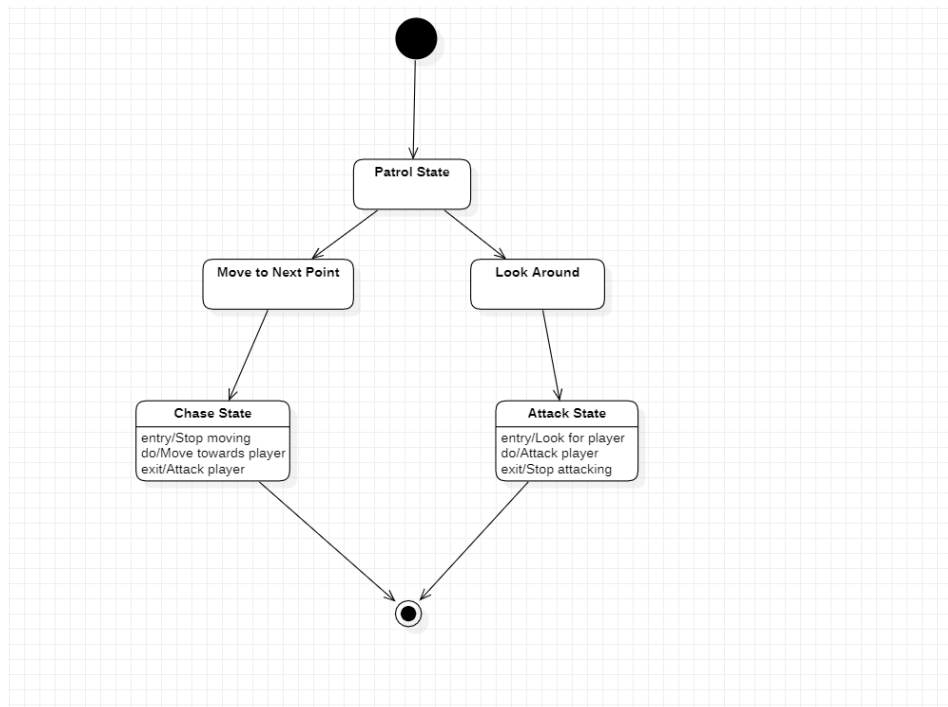 Patrol State
Move to Next Point
Look Around
Chase State
entry/Stop moving
do/Move towards player
exit/Attack player
Attack State
entry/Look for player
do/Attack player
exit/Stop attacking